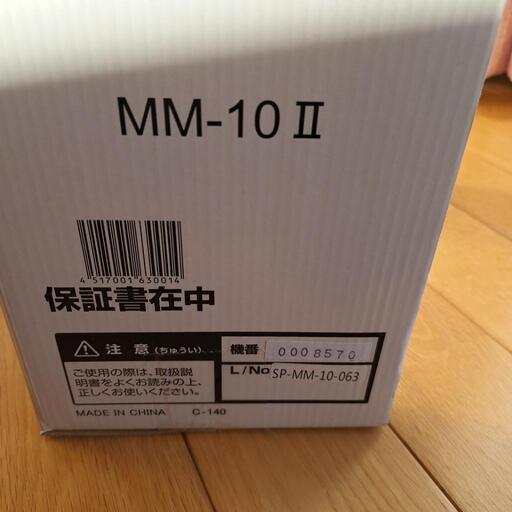 MM-10 Ⅱ
4 517001 630014
保証書在中
注意 (ちゅうい)
ご使用の際は、取扱説
明書をよくお読みの上、
正しくお使いください。
機番 0008570
L/No SP-MM-10-063
MADE IN CHINA C-140